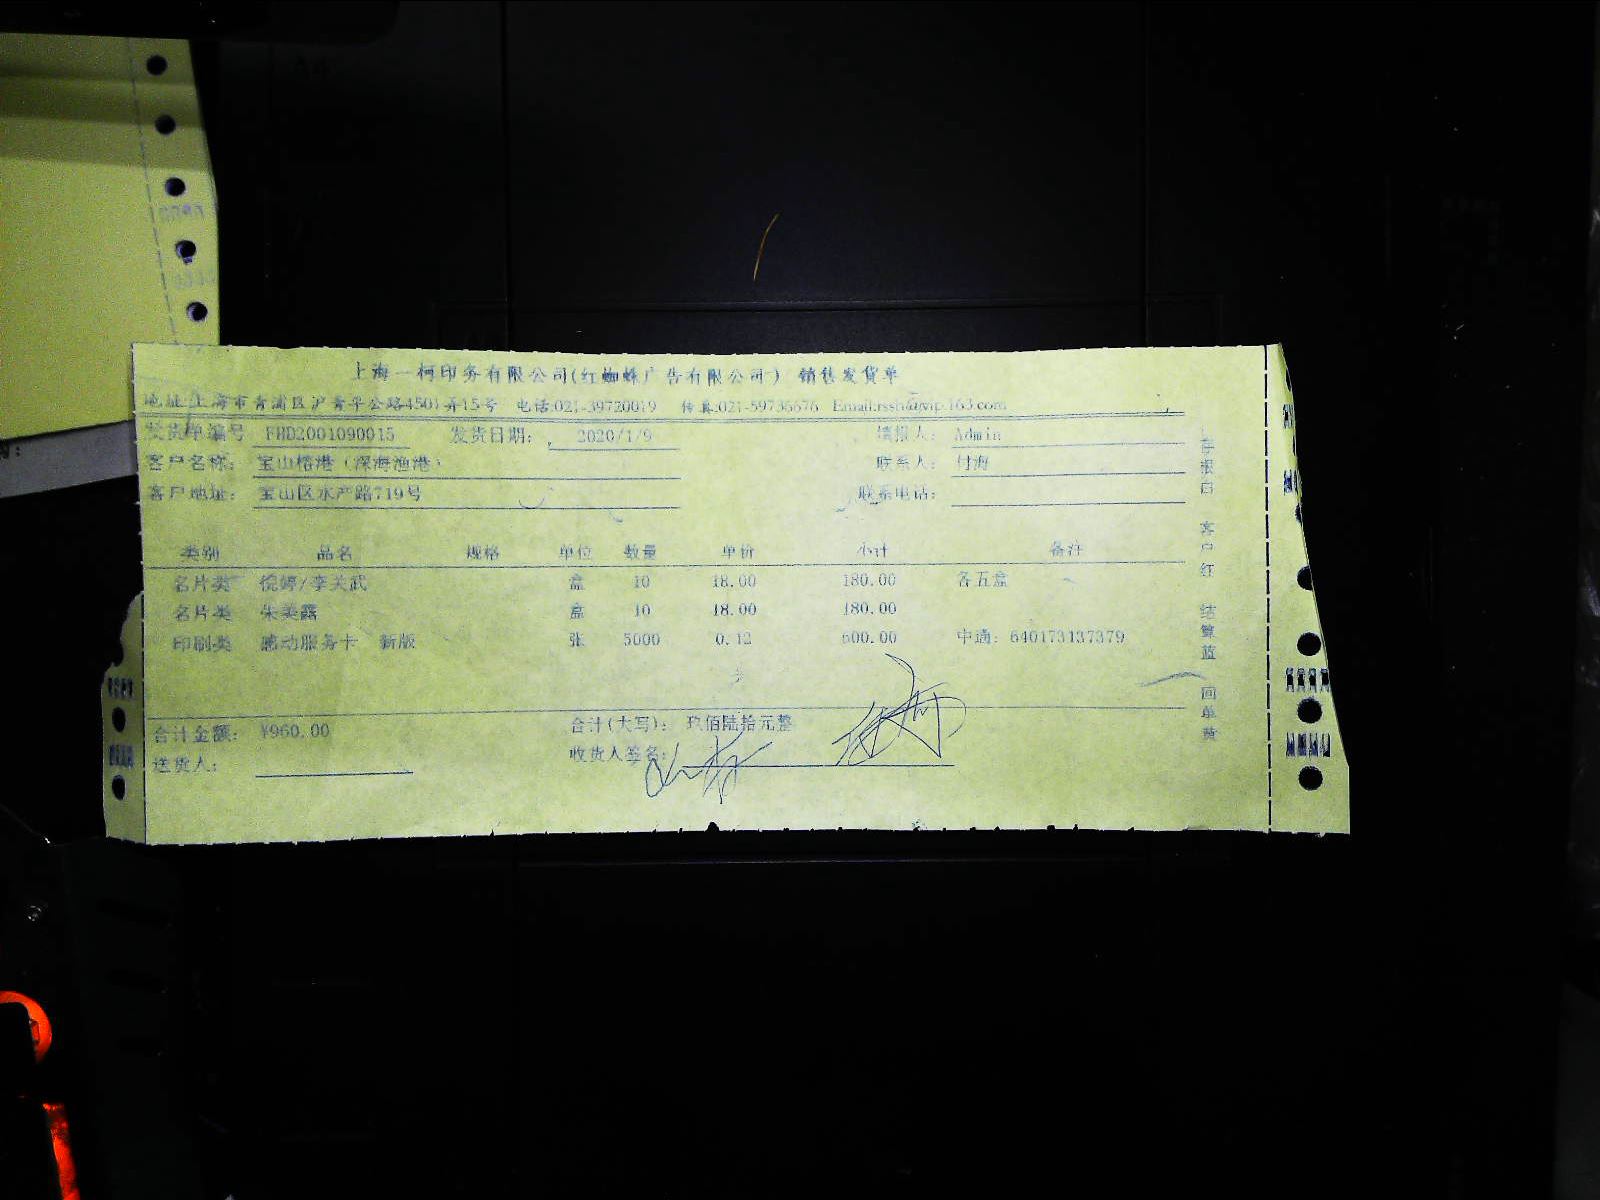 上海一柯印务有限公司(红蜘蛛广告有限公司) 销售发货单
地址:上海市青浦区沪青平公路4501弄15号 电话:021-39720019 传真:021-59736676 Email:rssh@vip.163.com
发货单编号 FHD2001090015 发货日期: 2020/1/9 填报人: Admin
客户名称: 宝山榕港(深海渔港) 联系人: 付海
客户地址: 宝山区水产路719号 联系电话:
类别 品名 规格 单位 数量 单价 小计 备注
名片类 倪婷/李关武 盒 10 18.00 180.00 各五盒
名片类 朱美露 盒 10 18.00 180.00
印刷类 感动服务卡 新版 张 5000 0.12 600.00 中通: 640173137379
合计金额: ¥960.00 合计(大写): 玖佰陆拾元整
送货人: 收货人签名:
白 客户红 结算蓝 回单黄